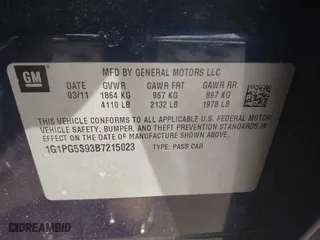 GM
MFD BY GENERAL MOTORS LLC
DATE GVWR GAWR FRT GAWR RR
03/11 1864 KG 967 KG 897 KG
4110 LB 2132 LB 1978 LB
THIS VEHICLE CONFORMS TO ALL APPLICABLE U.S. FEDERAL MOTOR
VEHICLE SAFETY, BUMPER, AND THEFT PREVENTION STANDARDS
IN EFFECT ON THE DATE OF MANUFACTURE SHOWN ABOVE.
1G1PG5S93B7215023 TYPE: PASS CAR
DREAMBID